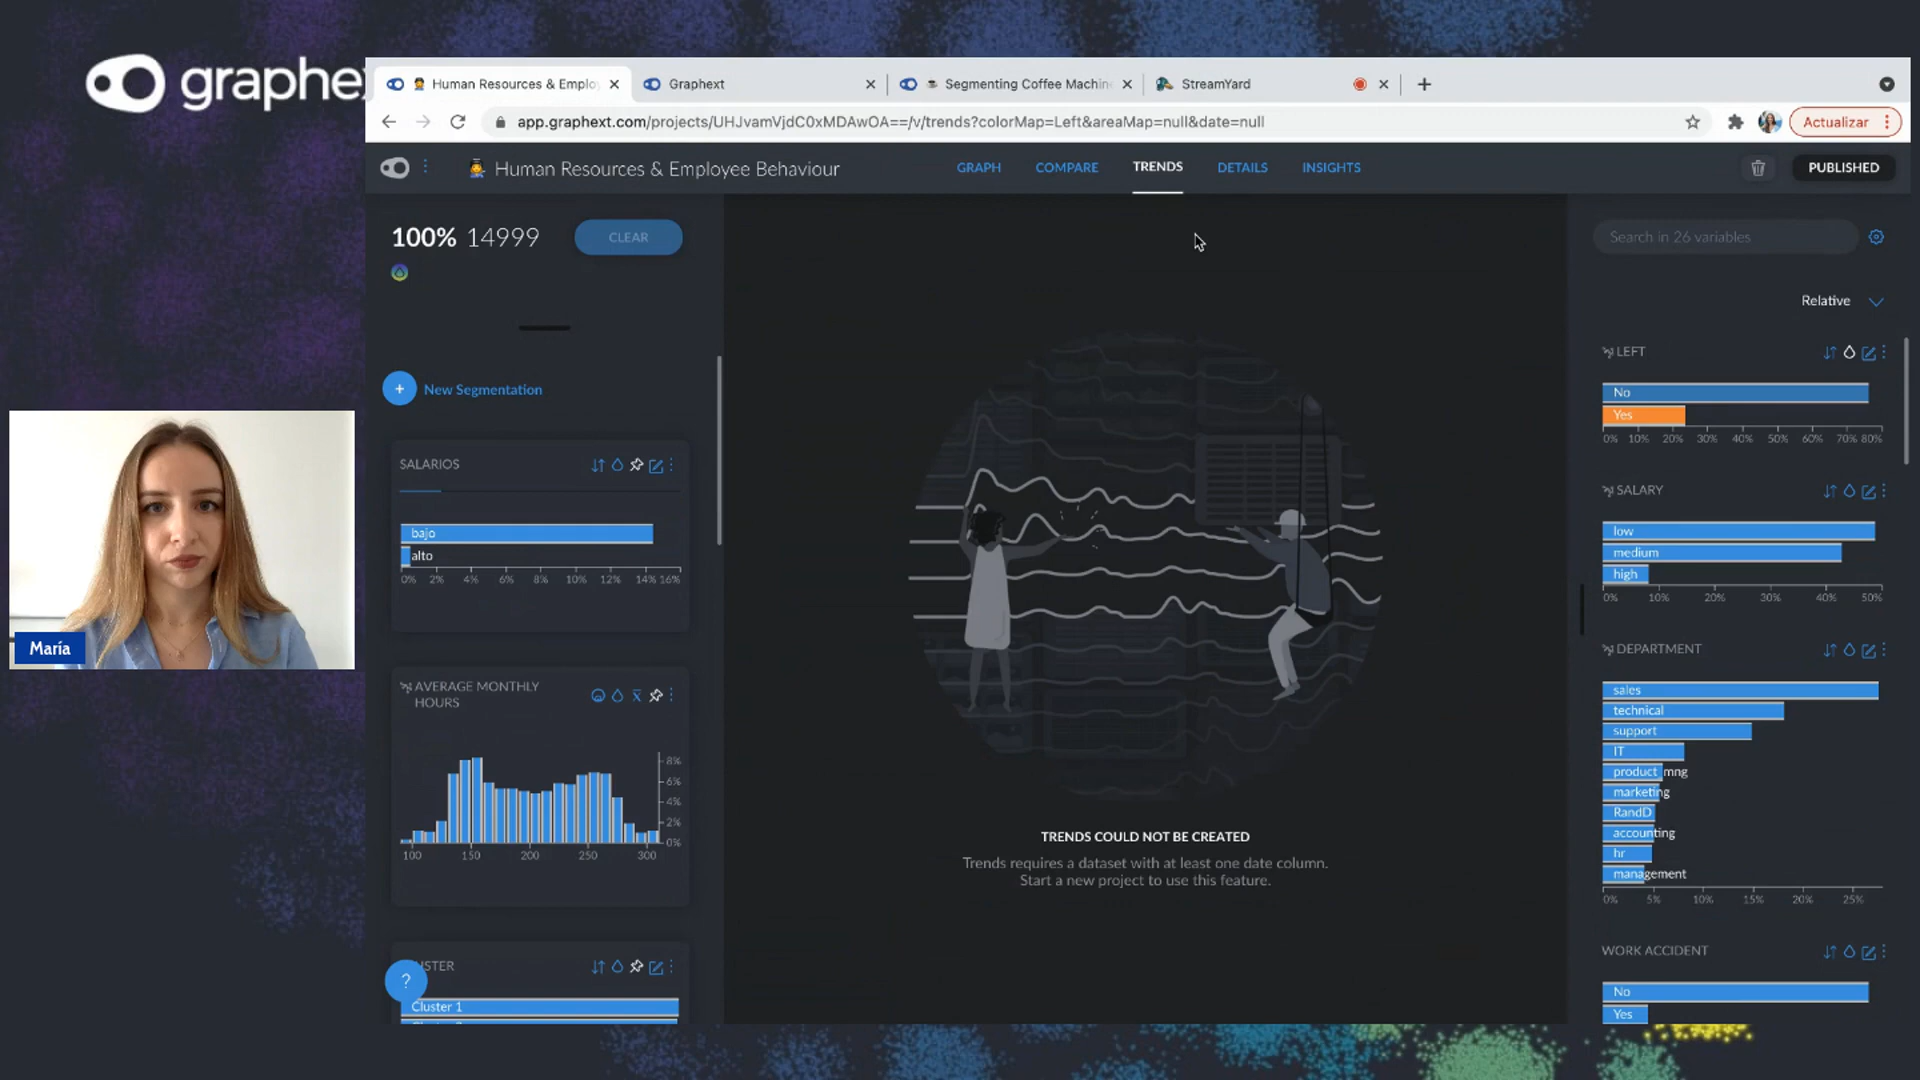 graphex
Human Resources & Emplo
Graphext
Segmenting Coffee Machin
StreamYard
app.graphext.com/projects/UHJvamVjdC0xMDAwOA==/v/trends?colorMap=Left&areaMap=null&date=null
Actualizar
Human Resources & Employee Behaviour
GRAPH
COMPARE
TRENDS
DETAILS
INSIGHTS
PUBLISHED
100% 14999
CLEAR
New Segmentation
SALARIOS
bajo
alto
0% 2% 4% 6% 8% 10% 12% 14% 16%
AVERAGE MONTHLY
HOURS
8%
6%
4%
2%
0%
100 150 200 250 300
?
USTER
Cluster 1
María
TRENDS COULD NOT BE CREATED
Trends requires a dataset with at least one date column.
Start a new project to use this feature.
Search in 26 variables
Relative
LEFT
No
Yes
0% 10% 20% 30% 40% 50% 60% 70% 80%
SALARY
low
medium
high
0% 10% 20% 30% 40% 50%
DEPARTMENT
sales
technical
support
IT
product_mng
marketing
RandD
accounting
hr
management
0% 5% 10% 15% 20% 25%
WORK ACCIDENT
No
Yes